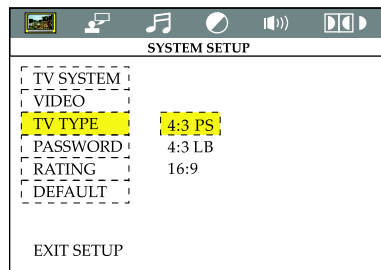 SYSTEM SETUP
TV SYSTEM
VIDEO
TV TYPE 4:3 PS
PASSWORD 4:3 LB
RATING 16:9
DEFAULT
EXIT SETUP